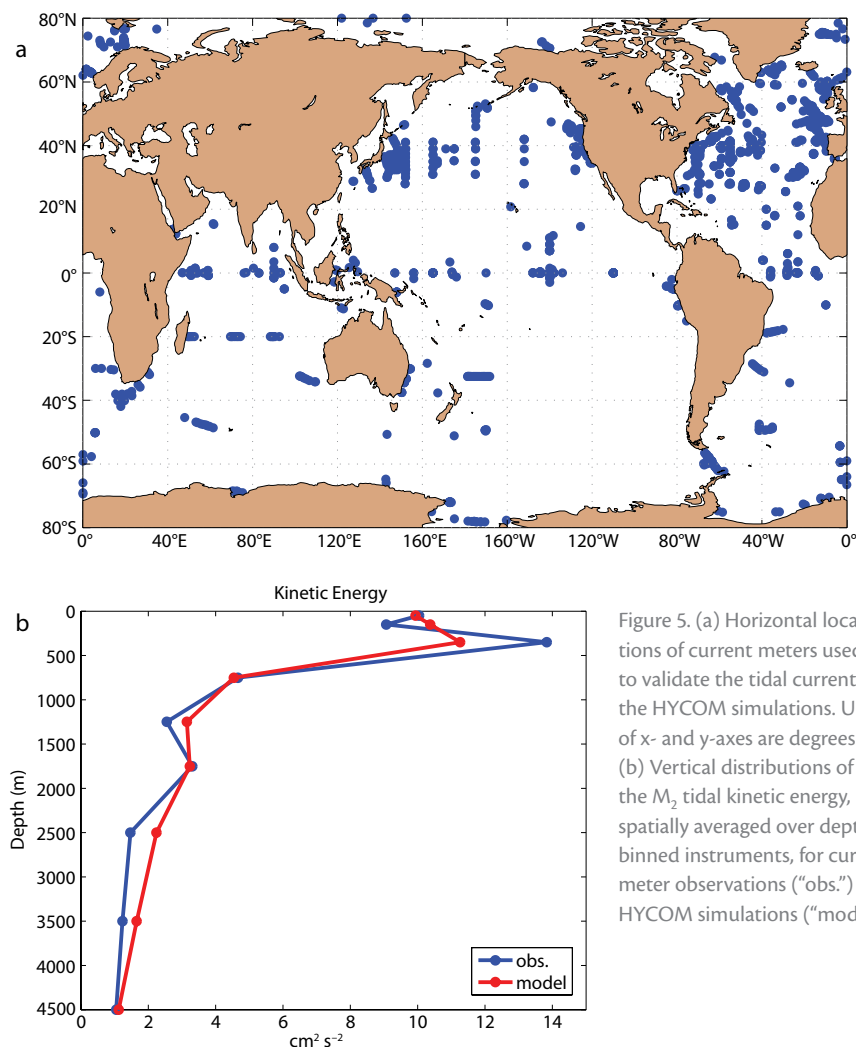 a
80°N
60°N
40°N
20°N
0°
20°S
40°S
60°S
80°S
0° 40°E 80°E 120°E 160°E 160°W 120°W 80°W 40°W 0°
b
Kinetic Energy
0
500
1000
1500
2000
2500
3000
3500
4000
4500
Depth (m)
obs.
model
0 2 4 6 8 10 12 14
cm² s⁻²
Figure 5. (a) Horizontal loca
tions of current meters used
to validate the tidal current
the HYCOM simulations. U
of x- and y-axes are degrees
(b) Vertical distributions of
the M₂ tidal kinetic energy,
spatially averaged over dept
binned instruments, for cur
meter observations (“obs.”)
HYCOM simulations (“mod